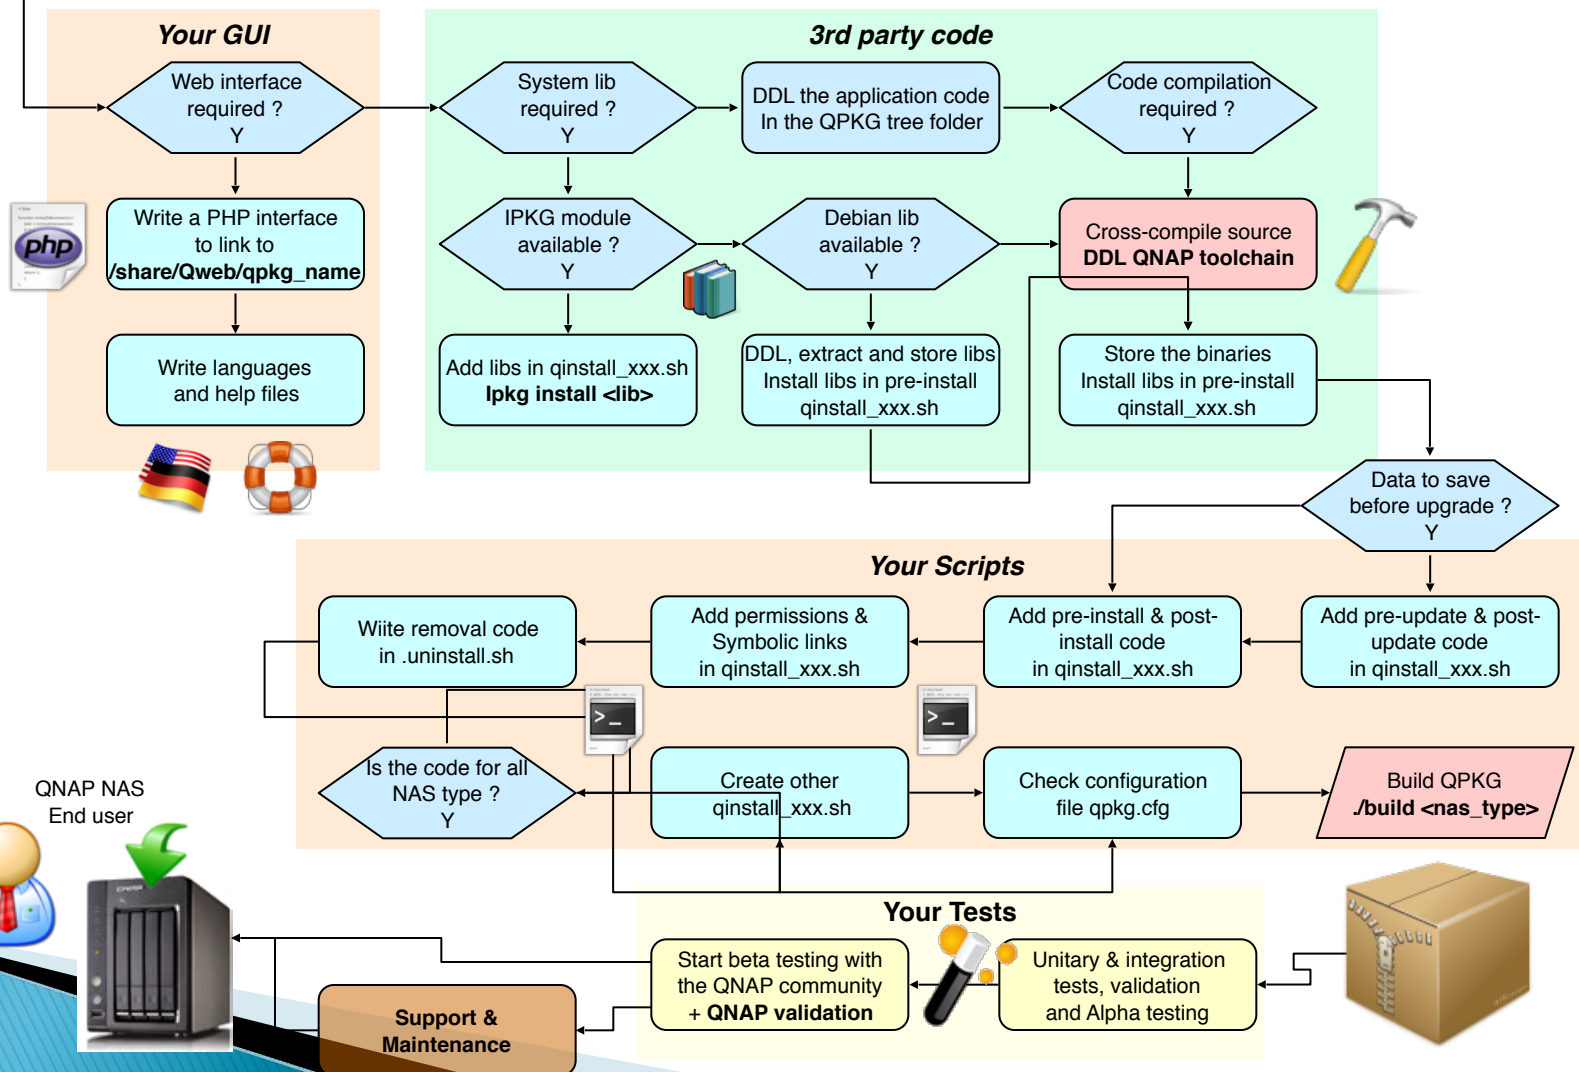 Your GUI
Web interface
required ?
Y
Write a PHP interface
to link to
/share/Qweb/qpkg_name
php
Write languages
and help files
3rd party code
System lib
required ?
Y
DDL the application code
In the QPKG tree folder
Code compilation
required ?
Y
IPKG module
available ?
Y
Debian lib
available ?
Y
Cross-compile source
DDL QNAP toolchain
Add libs in qinstall_xxx.sh
Ipkg install <lib>
DDL, extract and store libs
Install libs in pre-install
qinstall_xxx.sh
Store the binaries
Install libs in pre-install
qinstall_xxx.sh
Data to save
before upgrade ?
Y
Your Scripts
Wiite removal code
in .uninstall.sh
Add permissions &
Symbolic links
in qinstall_xxx.sh
Add pre-install & post-
install code
in qinstall_xxx.sh
Add pre-update & post-
update code
in qinstall_xxx.sh
>_
>_
Is the code for all
NAS type ?
Y
Create other
qinstall_xxx.sh
Check configuration
file qpkg.cfg
Build QPKG
./build <nas_type>
QNAP NAS
End user
QNAP
Your Tests
Start beta testing with
the QNAP community
+ QNAP validation
Unitary & integration
tests, validation
and Alpha testing
Support &
Maintenance